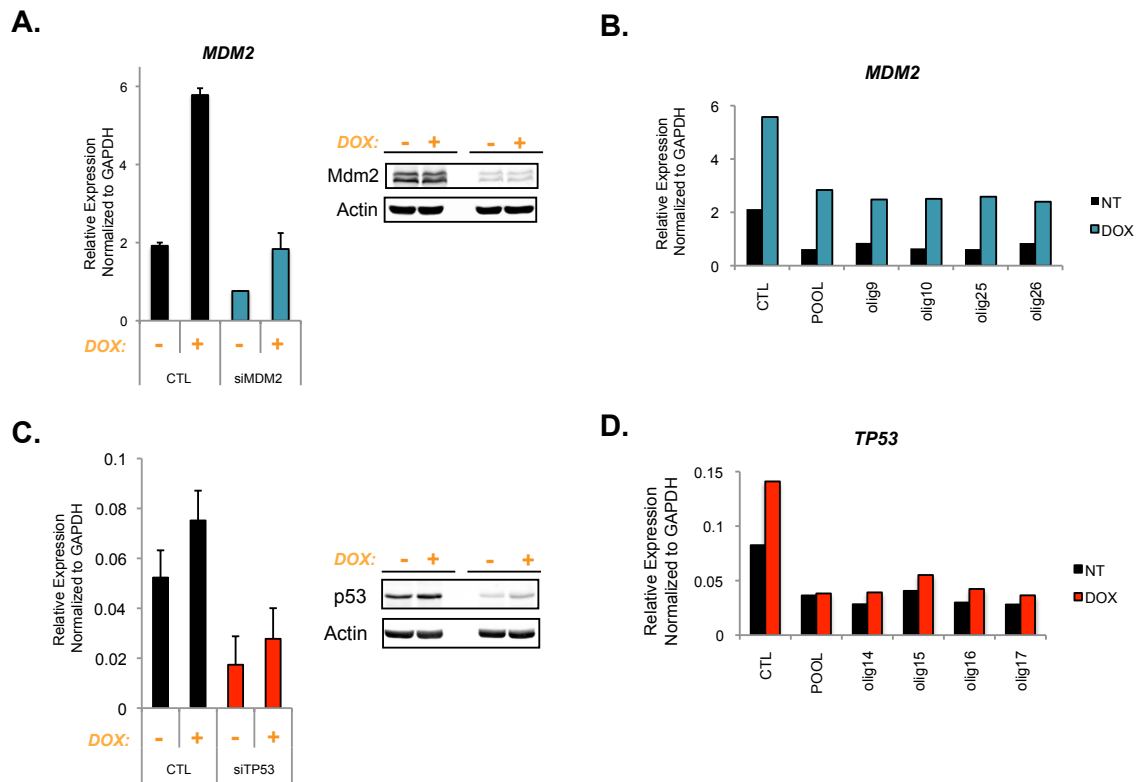 A.
MDM2
Relative Expression
Normalized to GAPDH
6
4
2
0
DOX: - + - +
CTL siMDM2
DOX: - + - +
Mdm2
Actin
B.
MDM2
Relative Expression
Normalized to GAPDH
6
4
2
0
CTL POOL olig9 olig10 olig25 olig26
NT
DOX
C.
Relative Expression
Normalized to GAPDH
0.1
0.08
0.06
0.04
0.02
0
DOX: - + - +
CTL siTP53
DOX: - + - +
p53
Actin
D.
TP53
Relative Expression
Normalized to GAPDH
0.15
0.1
0.05
0
CTL POOL olig14 olig15 olig16 olig17
NT
DOX